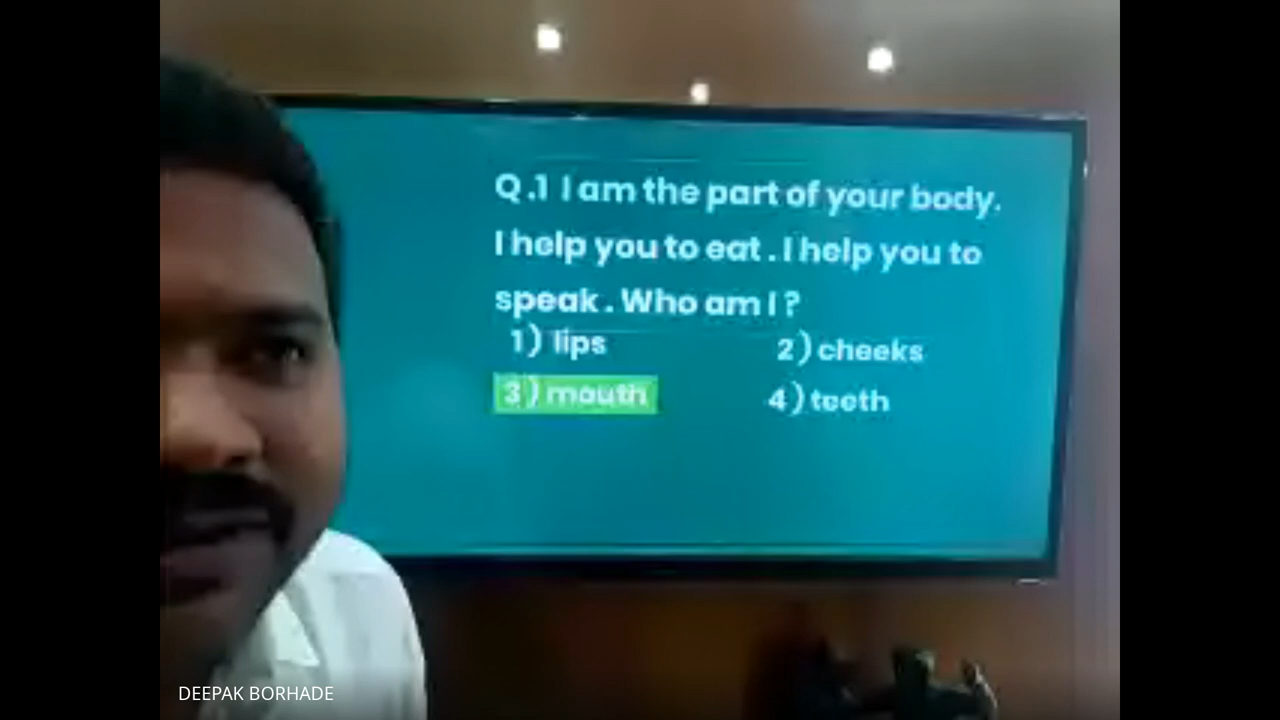 Q.1 I am the part of your body.
I help you to eat. I help you to
speak. Who am I?
1) lips 2) cheeks
3) mouth 4) teeth
DEEPAK BORHADE